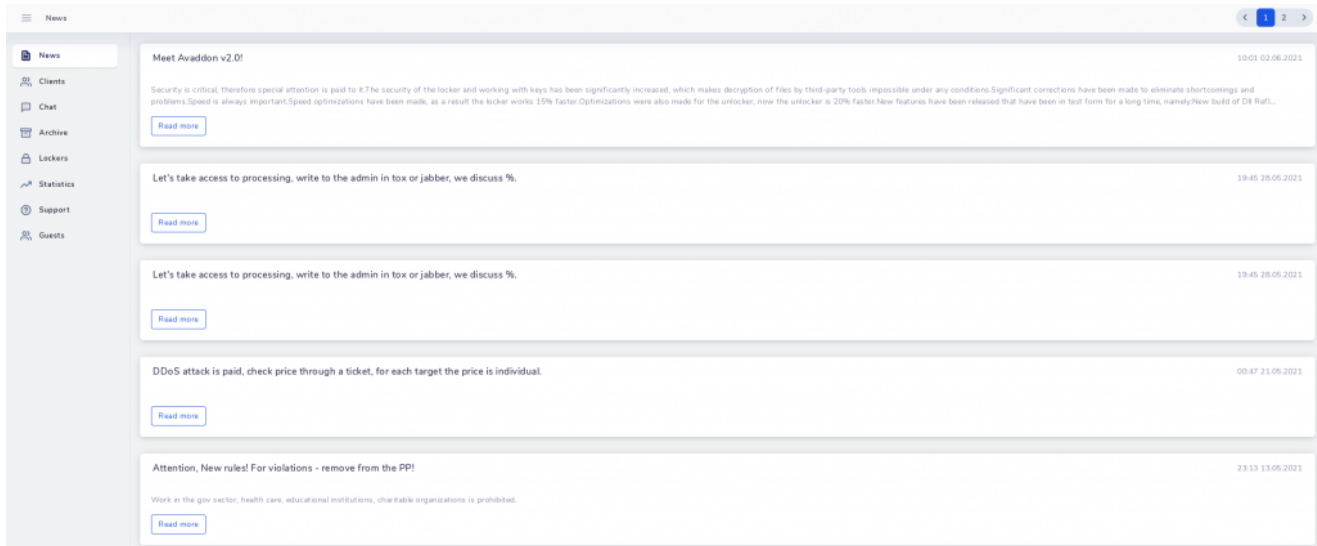 News
1 2
News
Clients
Chat
Archive
Lockers
Statistics
Support
Guests
Meet Avaddon v2.0!
10:01 02.06.2021
Security is critical, therefore special attention is paid to it.The security of the locker and working with keys has been significantly increased, which makes decryption of files by third-party tools impossible under any conditions.Significant corrections have been made to eliminate shortcomings and
problems.Speed is always important.Speed optimizations have been made, as a result the locker works 15% faster.Optimizations were also made for the unlocker, now the unlocker is 20% faster.New features have been released that have been in test form for a long time, namely:New build of Dll Refl...
Read more
Let's take access to processing, write to the admin in tox or jabber, we discuss %.
19:45 28.05.2021
Read more
Let's take access to processing, write to the admin in tox or jabber, we discuss %.
19:45 28.05.2021
Read more
DDoS attack is paid, check price through a ticket, for each target the price is individual.
00:47 21.05.2021
Read more
Attention, New rules! For violations - remove from the PP!
23:13 13.05.2021
Work in the gov sector, health care, educational institutions, charitable organizations is prohibited.
Read more